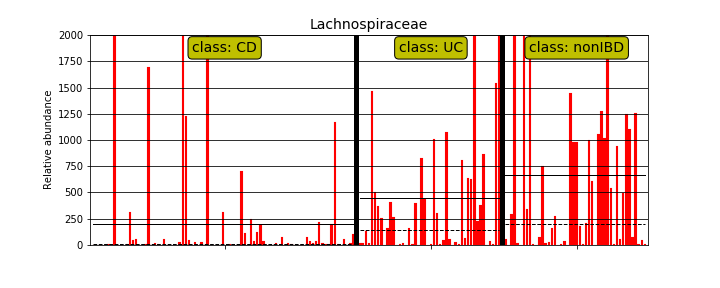 Lachnospiraceae
class: CD
class: UC
class: nonIBD
2000
1750
1500
1250
1000
750
500
250
0
Relative abundance